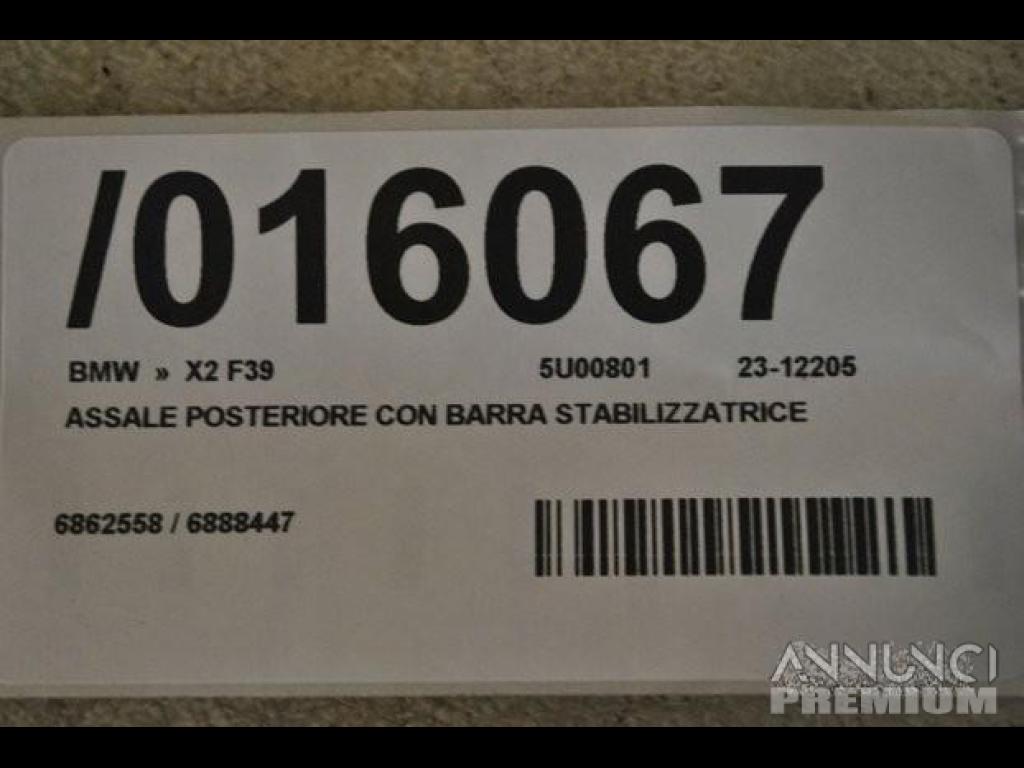 /016067
BMW » X2 F39 5U00801 23-12205
ASSALE POSTERIORE CON BARRA STABILIZZATRICE
6862558 / 6888447
ANNUNCI
PREMIUM